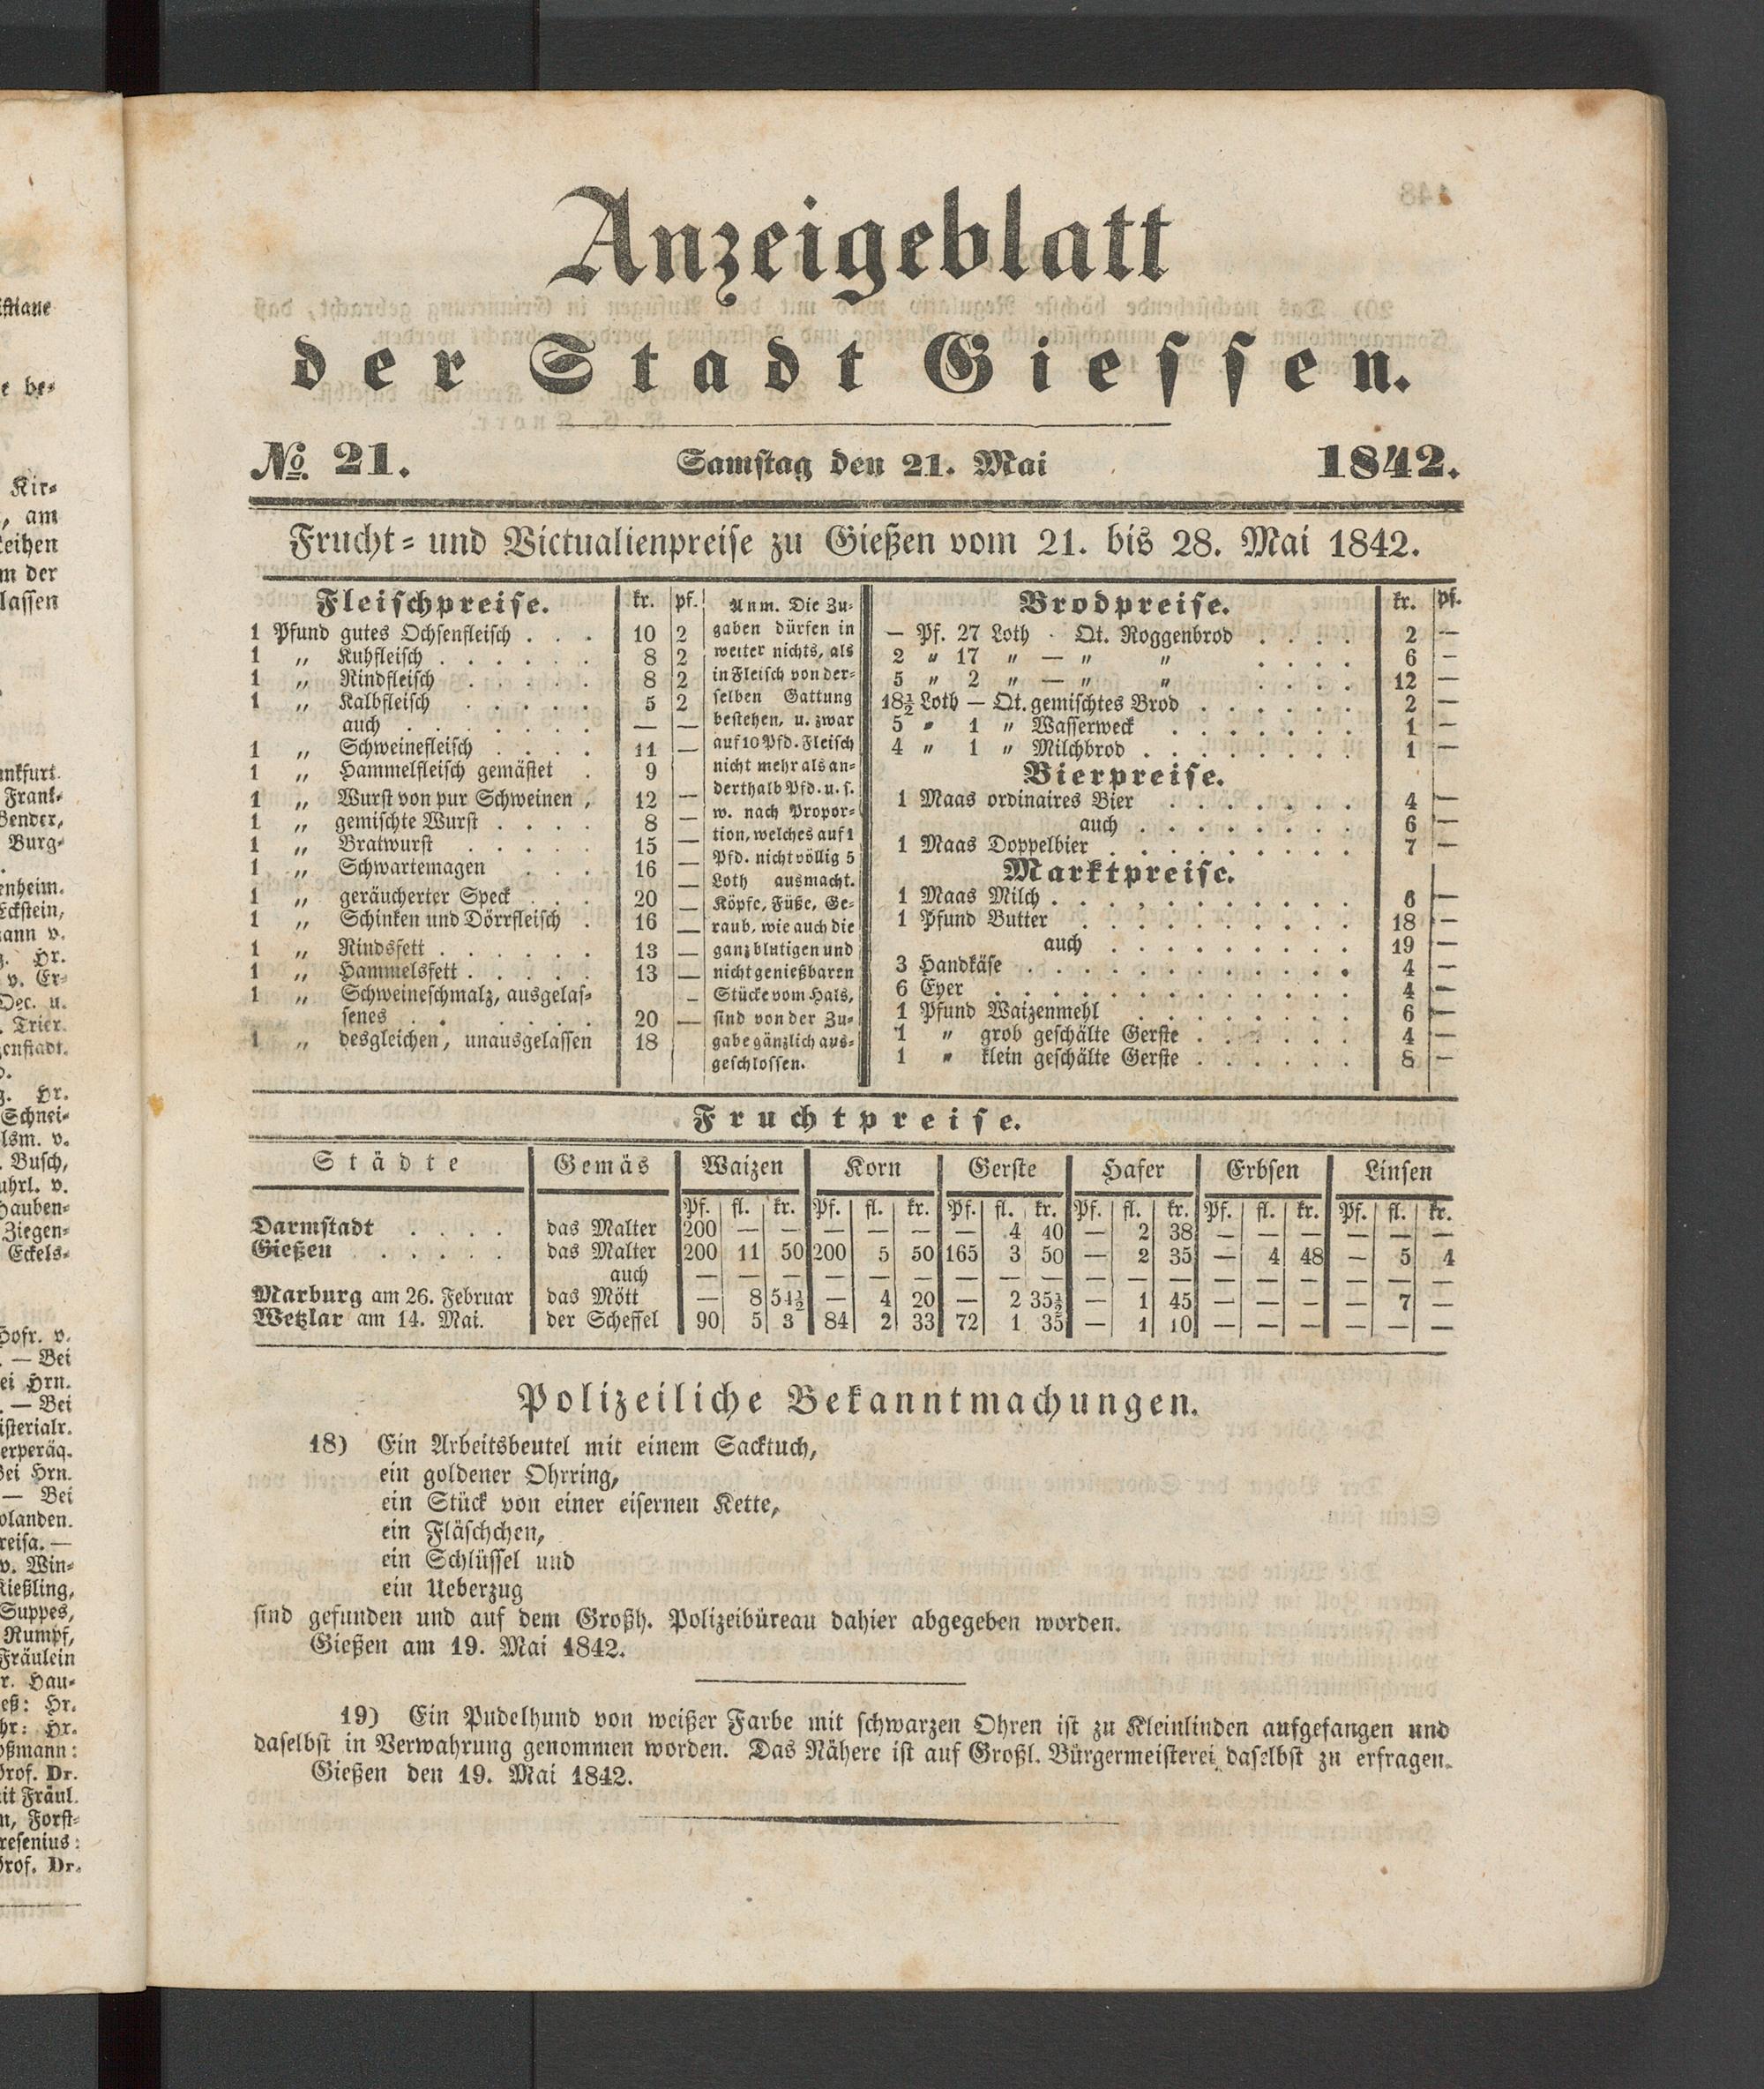 Anzeigeblatt
der Stadt Giessen.
No. 21. Samstag den 21. Mai 1842.
Frucht- und Victualienpreise zu Gießen vom 21. bis 28. Mai 1842.
Fleischpreise. kr. pf.
1 Pfund gutes Ochsenfleisch . . . 10 2
1 „ Kuhfleisch . . . . . . 8 2
1 „ Rindfleisch . . . . . 8 2
1 „ Kalbfleisch . . . . . 5 2
auch . . . . . . . — —
1 „ Schweinefleisch . . . . 11 —
1 „ Hammelfleisch gemästet . 9
1 „ Wurst von pur Schweinen , 12 —
1 „ gemischte Wurst . . . . 8 —
1 „ Bratwurst . . . . . 15 —
1 „ Schwartemagen . . . 16 —
1 „ geräucherter Speck . . . 20 —
1 „ Schinken und Dörrfleisch . 16 —
1 „ Rindsfett . . . . . . 13 —
1 „ Hammelsfett . . . . . 13 —
1 „ Schweineschmalz, ausgelas-
senes . . . . . . 20 —
1 „ desgleichen, unausgelassen 18
Anm. Die Zu-
gaben dürfen in
weiter nichts, als
in Fleisch von der-
selben Gattung
bestehen, u. zwar
auf 10 Pfd. Fleisch
nicht mehr als an-
derthalb Pfd. u. s.
w. nach Propor-
tion, welches auf 1
Pfd. nicht völlig 5
Loth ausmacht.
Köpfe, Füße, Ge-
raub, wie auch die
ganz blutigen und
nicht genießbaren
Stücke vom Hals,
sind von der Zu-
gabe gänzlich aus-
geschlossen.
Brodpreise. kr. pf.
— Pf. 27 Loth · Qt. Roggenbrod . . . . 2 —
2 „ 17 „ — „ „ . . . . 6 —
5 „ 2 „ — „ „ . . . . 12 —
18½ Loth — Qt. gemischtes Brod . . . . . . 2 —
5 „ 1 „ Wasserweck . . . . . . . 1 —
4 „ 1 „ Milchbrod . . . . . . . . 1 —
Bierpreise.
1 Maas ordinaires Bier . . . . . . . 4 —
auch . . . . . . . . 6 —
1 Maas Doppelbier . . . . . . . . . 7 —
Marktpreise.
1 Maas Milch . . . . . . . . . . . 6 —
1 Pfund Butter . . . . . . . . . . 18 —
auch . . . . . . . . . 19 —
3 Handkäse . . . . . . . . . . . . 4 —
6 Eyer . . . . . . . . . . . . . 4 —
1 Pfund Waizenmehl . . . . . . . . 6 —
1 „ grob geschälte Gerste . . . . . . 4 —
1 „ klein geschälte Gerste . . . . . . 8 —
Fruchtpreise.
Städte Gemäs Waizen Korn Gerste Hafer Erbsen Linsen
Pf. fl. kr. Pf. fl. kr. Pf. fl. kr. Pf. fl. kr. Pf. fl. kr. Pf. fl. kr.
Darmstadt . . . . das Malter 200 — — — — — — 4 40 — 2 38 — — — — — —
Gießen . . . . . das Malter 200 11 50 200 5 50 165 3 50 — 2 35 — 4 48 — 5 4
auch — — — — — — — — — — — — — — — — — —
Marburg am 26. Februar das Mött — 8 54½ — 4 20 — 2 35½ — 1 45 — — — — 7 —
Wetzlar am 14. Mai. der Scheffel 90 5 3 84 2 33 72 1 35 — 1 10 — — — — — —
Polizeiliche Bekanntmachungen.
18) Ein Arbeitsbeutel mit einem Sacktuch,
ein goldener Ohrring,
ein Stück von einer eisernen Kette,
ein Fläschchen,
ein Schlüssel und
ein Ueberzug
sind gefunden und auf dem Großh. Polizeibüreau dahier abgegeben worden.
Gießen am 19. Mai 1842.
19) Ein Pudelhund von weißer Farbe mit schwarzen Ohren ist zu Kleinlinden aufgefangen und
daselbst in Verwahrung genommen worden. Das Nähere ist auf Großl. Bürgermeisterei daselbst zu erfragen.
Gießen den 19. Mai 1842.